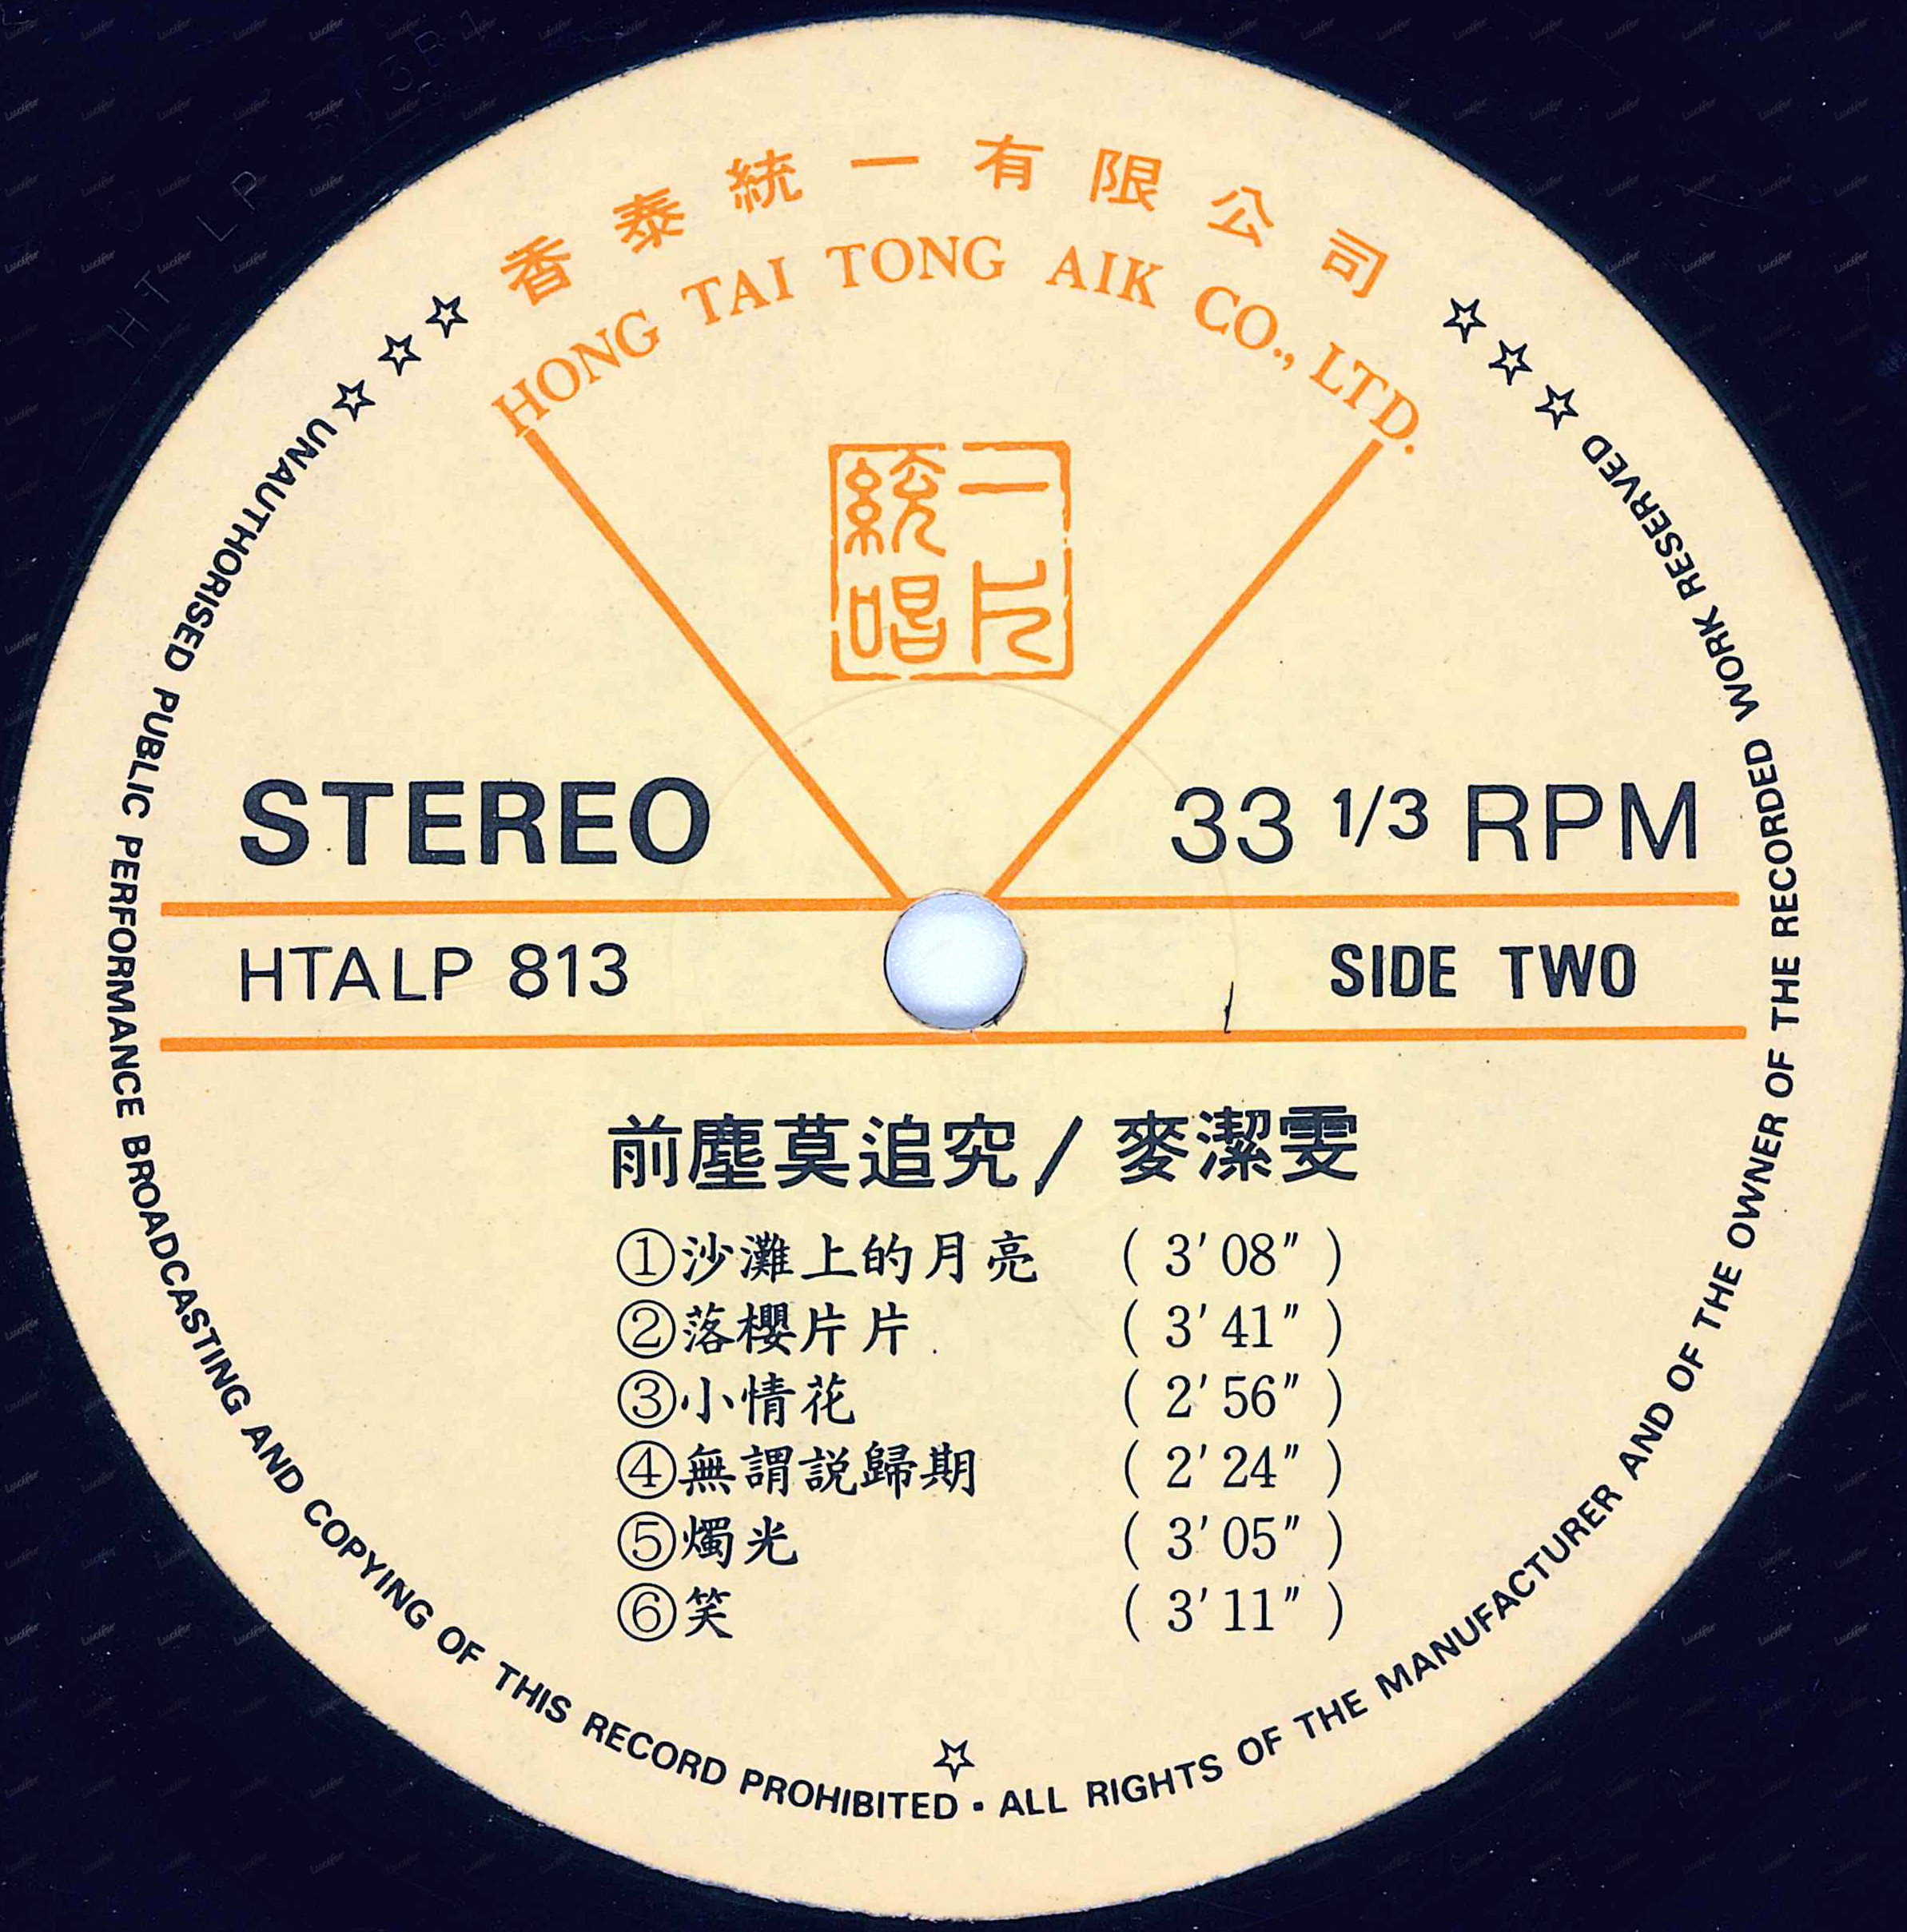 香泰統一有限公司
HONG TAI TONG AIK CO., LTD.
一片
統唱
STEREO
33 1/3 RPM
HTALP 813
SIDE TWO
前塵莫追究/麥潔雯
①沙灘上的月亮 (3'08")
②落櫻片片 (3'41")
③小情花 (2'56")
④無謂説歸期 (2'24")
⑤燭光 (3'05")
⑥笑 (3'11")
☆☆☆ UNAUTHORISED PUBLIC PERFORMANCE BROADCASTING AND COPYING OF THIS RECORD PROHIBITED · ALL RIGHTS OF THE MANUFACTURER AND OF THE OWNER OF THE RECORDED WORK RESERVED ☆☆☆
☆
Lucifer